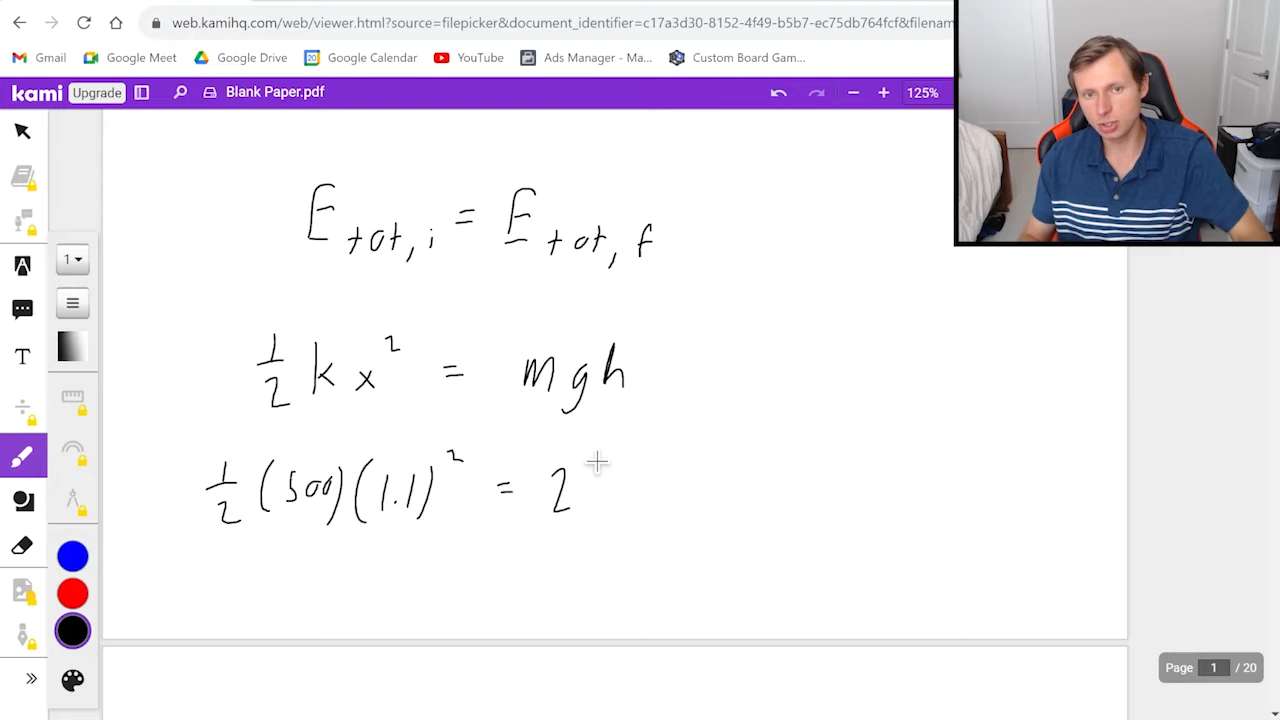 web.kamihq.com/web/viewer.html?source=filepicker&document_identifier=c17a3d30-8152-4f49-b5b7-ec75db764fcf&filenam
Gmail Google Meet Google Drive 20 Google Calendar YouTube Ads Manager - Ma... Custom Board Gam...
kami Upgrade Blank Paper.pdf 125%
E tot, i = E tot, f
1
1/2 k x² = mgh
T
1/2 (500)(1.1)² = 2
Page 1 / 20